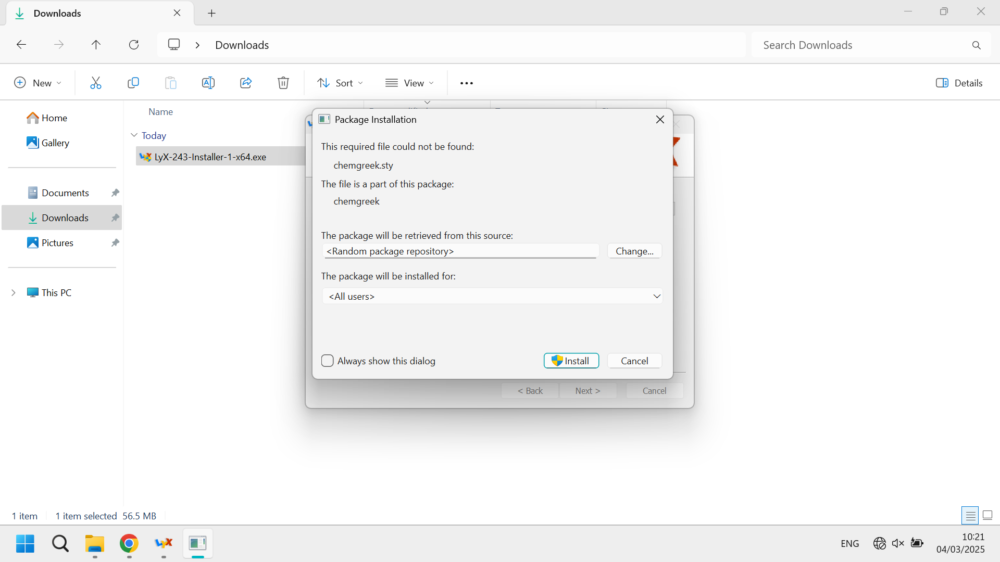 Downloads
Downloads
Search Downloads
New
Sort
View
Details
Home
Gallery
Documents
Downloads
Pictures
This PC
Name
Today
LyX-243-Installer-1-x64.exe
Package Installation
This required file could not be found:
chemgreek.sty
The file is a part of this package:
chemgreek
The package will be retrieved from this source:
<Random package repository>
Change...
The package will be installed for:
<All users>
Always show this dialog
Install
Cancel
< Back
Next >
Cancel
1 item
1 item selected 56.5 MB
ENG
10:21
04/03/2025